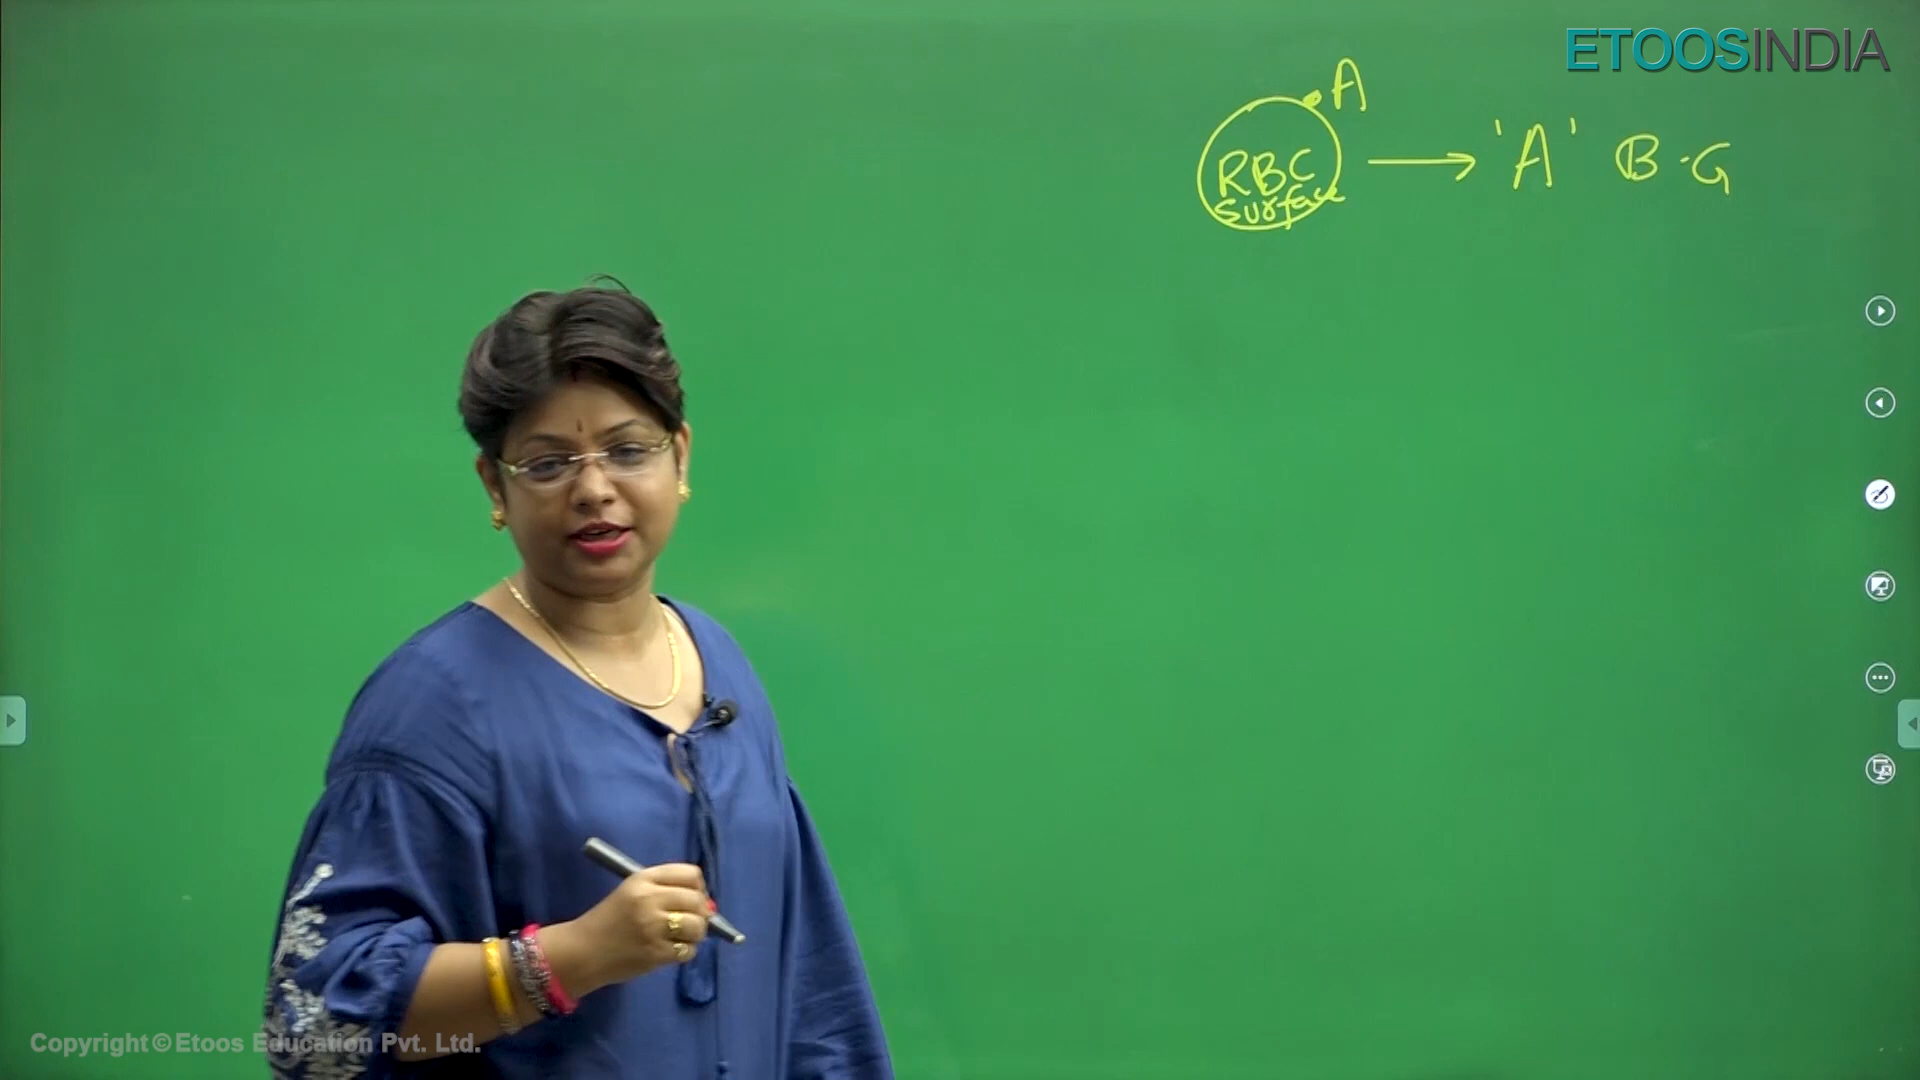 ETOOSINDIA
A
RBC
surface
'A' B.G
Copyright © Etoos Education Pvt. Ltd.